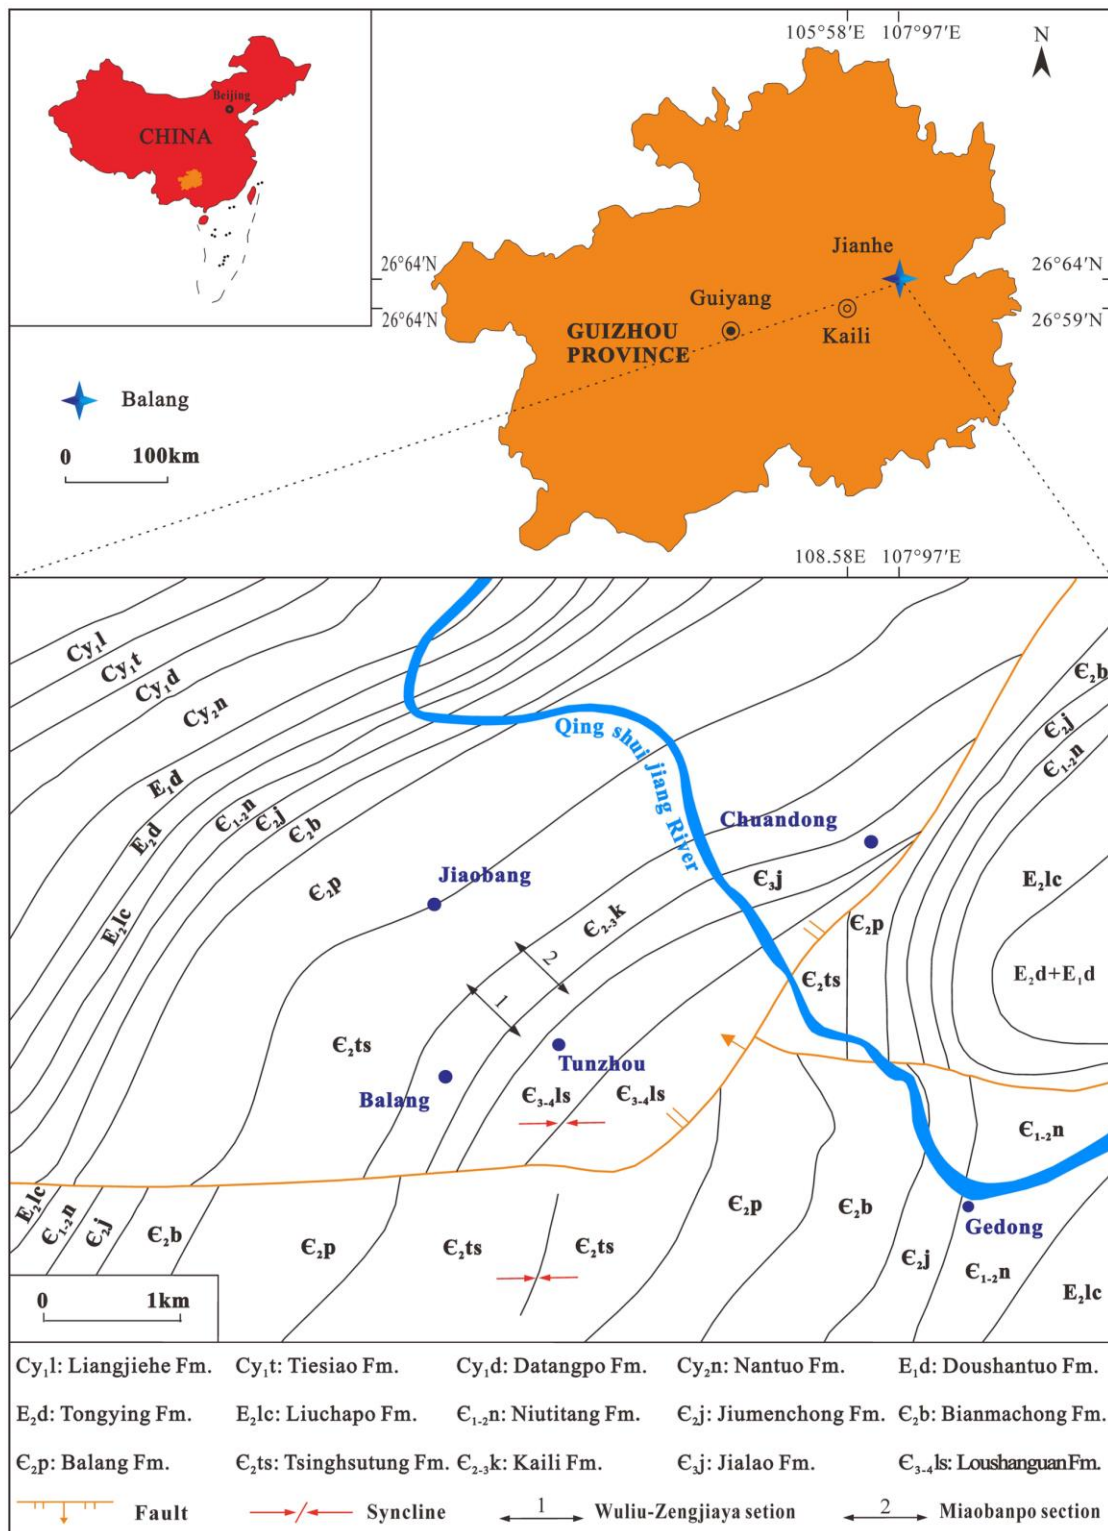 105°58′E 107°97′E
N
Beijing
CHINA
Jianhe
26°64′N
26°64′N
26°64′N
26°59′N
Guiyang
Kaili
GUIZHOU
PROVINCE
Balang
0 100km
108.58E 107°97′E
Cy₁l
Cy₁t
Cy₁d
Cy₂n
E₁d
E₂d
E₂lc
Є₁₋₂n
Є₂j
Є₂b
Є₂p
Qing shui jiang River
Є₂b
Є₂j
Є₁₋₂n
Chuandong
Jiaobang
Є₃j
E₂lc
Є₂₋₃k
Є₂p
2
1
Є₂ts
E₂d+E₁d
Є₂ts
Tunzhou
Balang
Є₃₋₄ls
Є₃₋₄ls
Є₁₋₂n
E₂lc
Є₁₋₂n
Є₂j
Є₂b
Є₂p
Є₂ts
Є₂ts
Є₂p
Є₂b
Gedong
Є₂j
Є₁₋₂n
E₂lc
0 1km
Cy₁l: Liangjiehe Fm. Cy₁t: Tiesiao Fm. Cy₁d: Datangpo Fm. Cy₂n: Nantuo Fm. E₁d: Doushantuo Fm.
E₂d: Tongying Fm. E₂lc: Liuchapo Fm. Є₁₋₂n: Niutitang Fm. Є₂j: Jiumenchong Fm. Є₂b: Bianmachong Fm.
Є₂p: Balang Fm. Є₂ts: Tsinghsutung Fm. Є₂₋₃k: Kaili Fm. Є₃j: Jialao Fm. Є₃₋₄ls: Loushanguan Fm.
Fault Syncline 1 Wuliu-Zengjiaya setion 2 Miaobanpo section